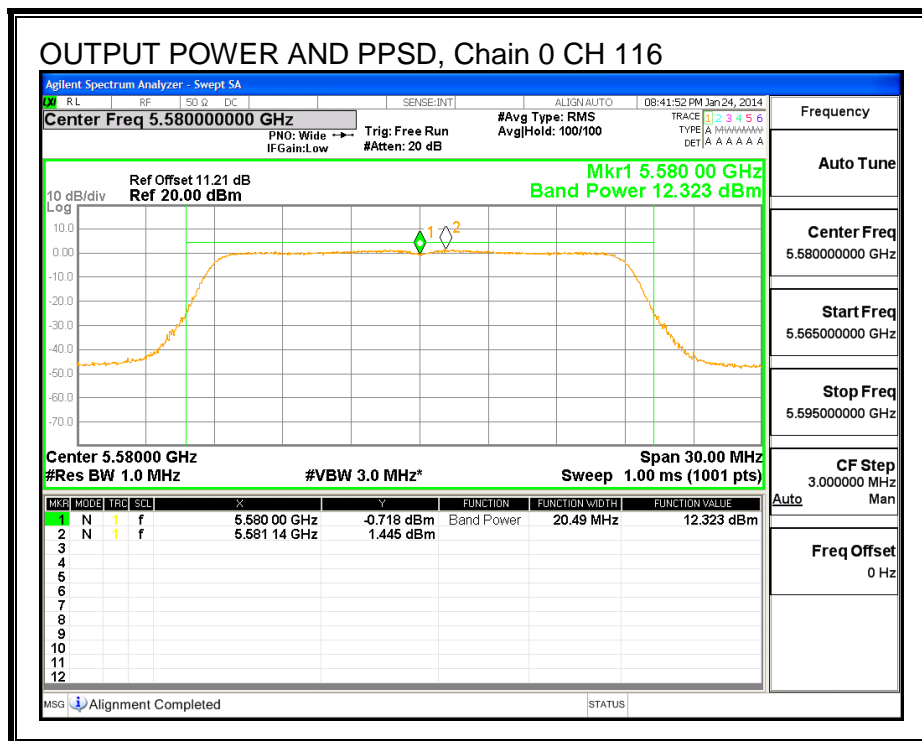 OUTPUT POWER AND PPSD, Chain 0 CH 116
Agilent Spectrum Analyzer - Swept SA
LXI RL RF 50 Ω DC SENSE:INT ALIGN AUTO 08:41:52 PM Jan 24, 2014
Center Freq 5.580000000 GHz
PNO: Wide
IFGain:Low
Trig: Free Run
#Atten: 20 dB
#Avg Type: RMS
Avg|Hold: 100/100
TRACE 1 2 3 4 5 6
TYPE A M W W W W W
DET A A A A A A
Mkr1 5.580 00 GHz
Band Power 12.323 dBm
Ref Offset 11.21 dB
10 dB/div Ref 20.00 dBm
Log
10.0
0.00
-10.0
-20.0
-30.0
-40.0
-50.0
-60.0
-70.0
1
2
Center 5.58000 GHz Span 30.00 MHz
#Res BW 1.0 MHz #VBW 3.0 MHz* Sweep 1.00 ms (1001 pts)
MKR MODE TRC SCL X Y FUNCTION FUNCTION WIDTH FUNCTION VALUE
1 N 1 f 5.580 00 GHz -0.718 dBm Band Power 20.49 MHz 12.323 dBm
2 N 1 f 5.581 14 GHz 1.445 dBm
3
4
5
6
7
8
9
10
11
12
MSG Alignment Completed STATUS
Frequency
Auto Tune
Center Freq
5.580000000 GHz
Start Freq
5.565000000 GHz
Stop Freq
5.595000000 GHz
CF Step
3.000000 MHz
Auto Man
Freq Offset
0 Hz